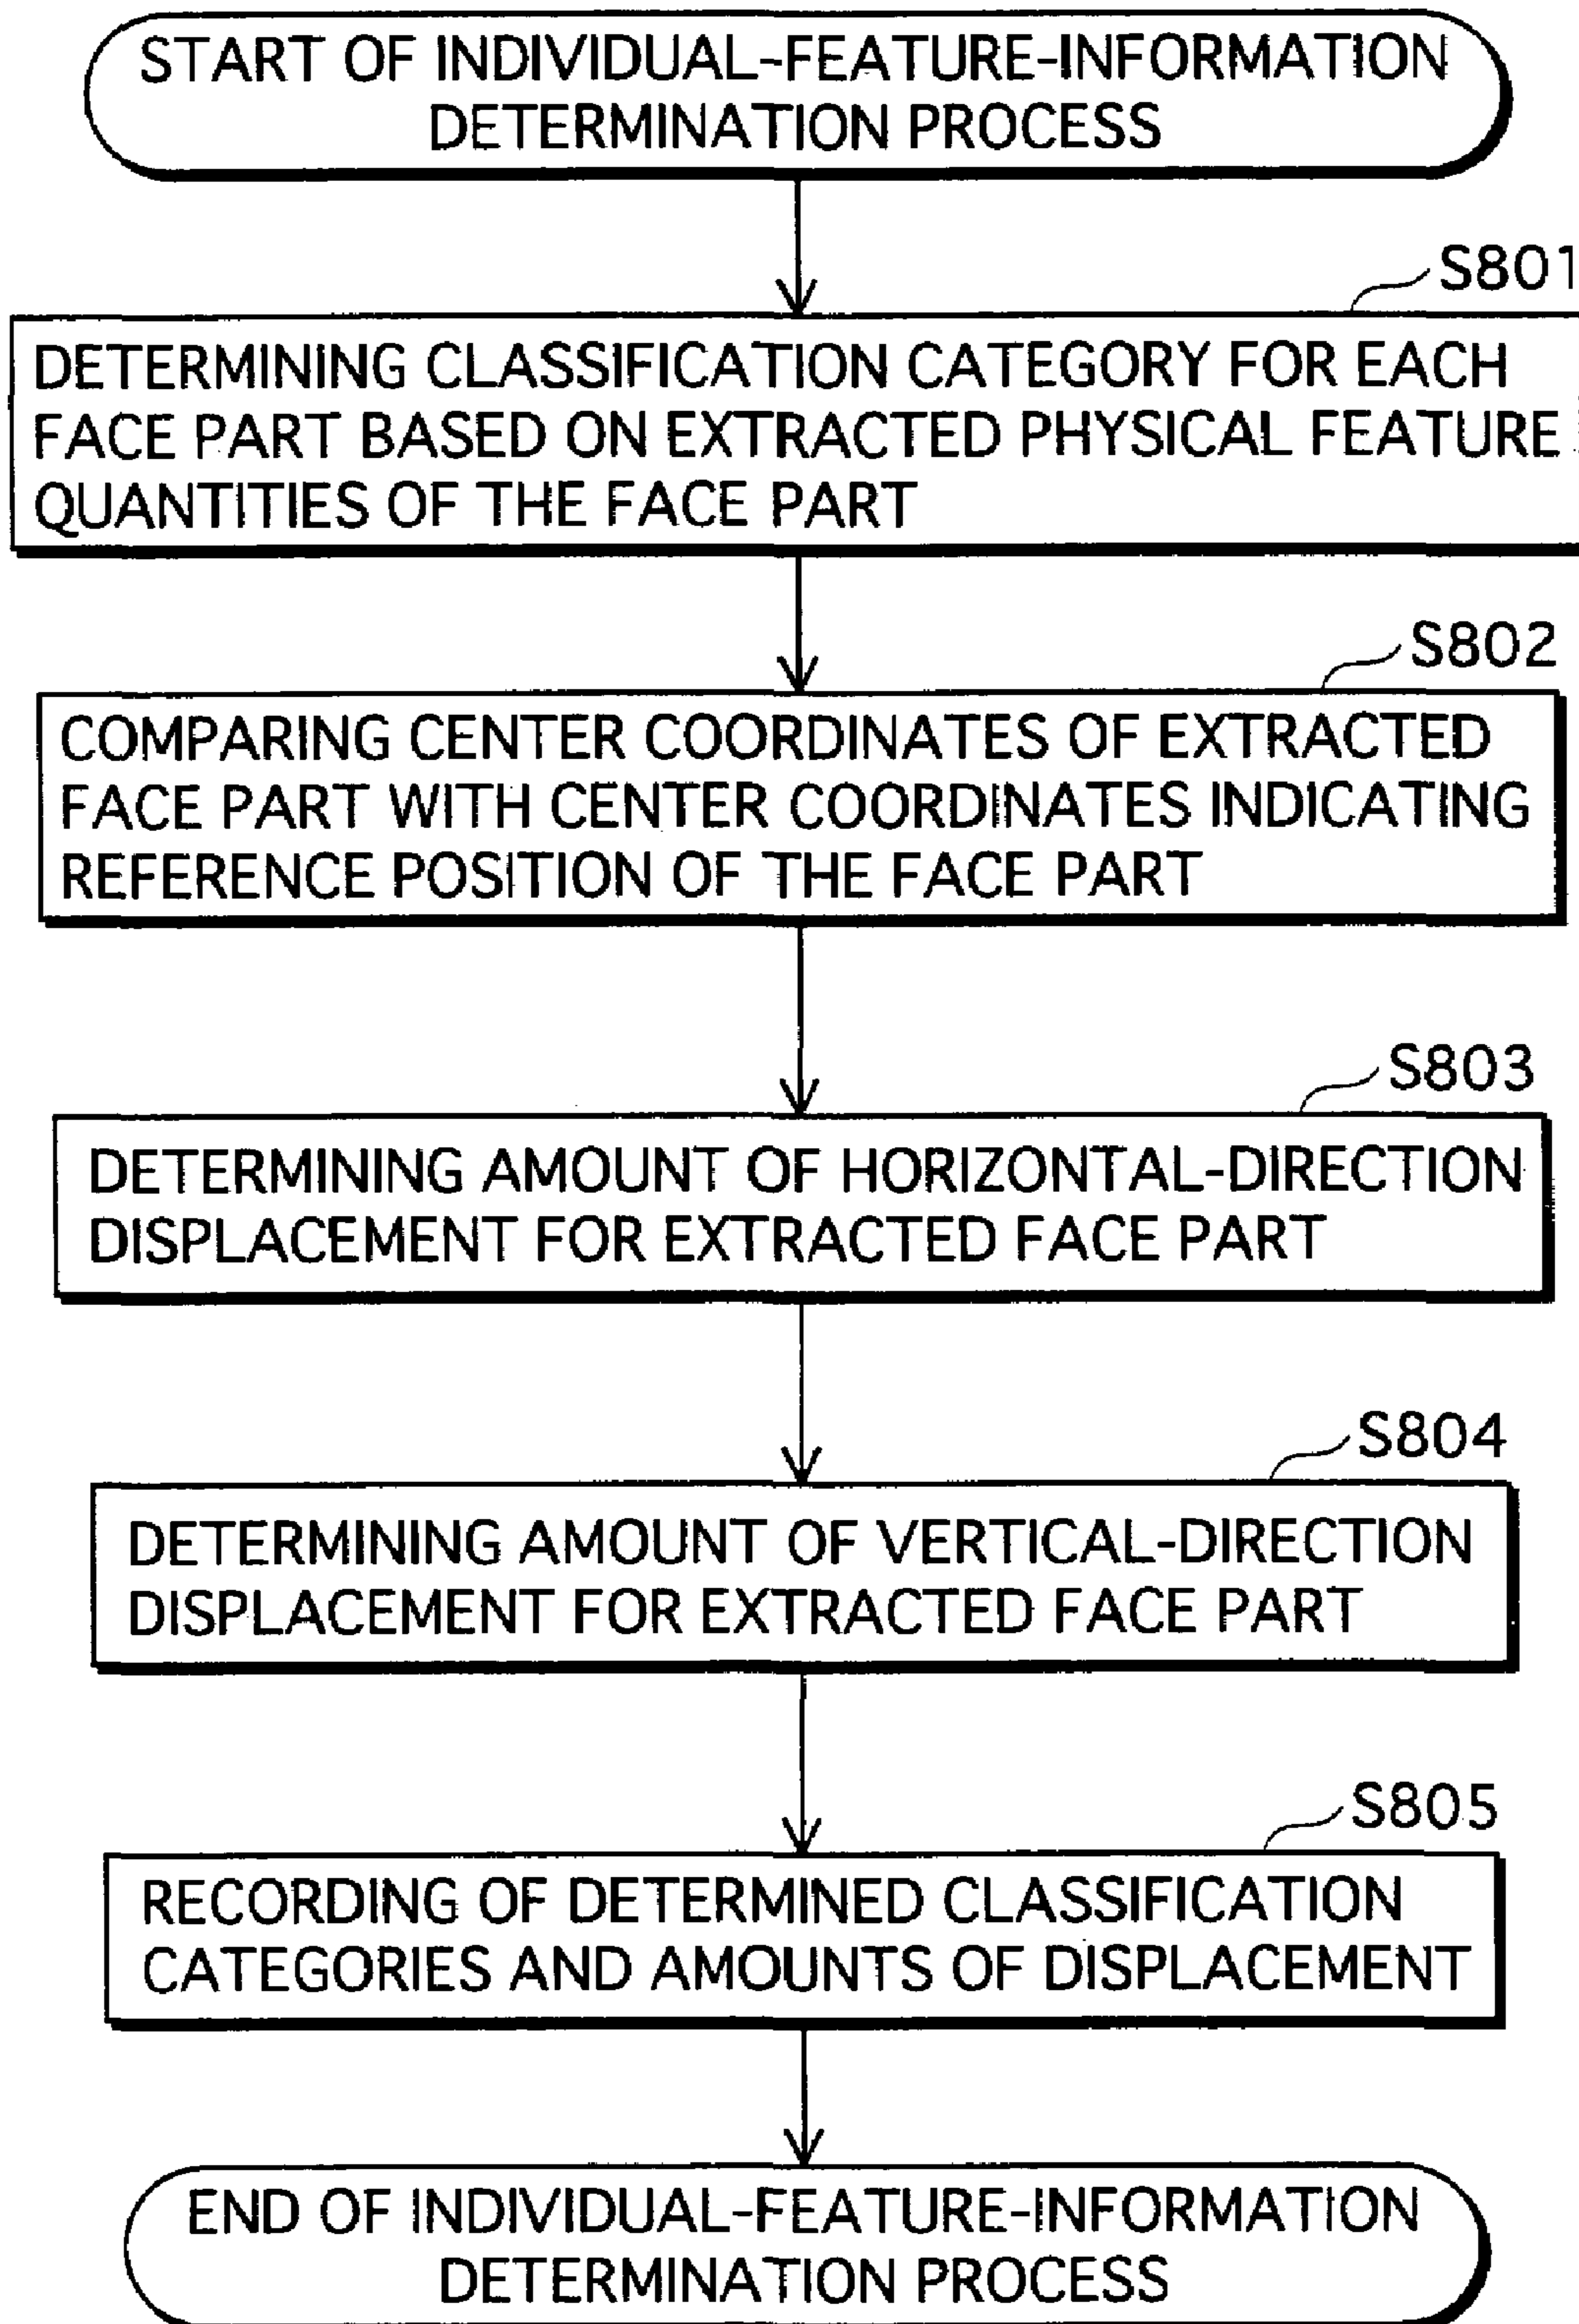 START OF INDIVIDUAL-FEATURE-INFORMATION
DETERMINATION PROCESS
S801
DETERMINING CLASSIFICATION CATEGORY FOR EACH
FACE PART BASED ON EXTRACTED PHYSICAL FEATURE
QUANTITIES OF THE FACE PART
S802
COMPARING CENTER COORDINATES OF EXTRACTED
FACE PART WITH CENTER COORDINATES INDICATING
REFERENCE POSITION OF THE FACE PART
S803
DETERMINING AMOUNT OF HORIZONTAL-DIRECTION
DISPLACEMENT FOR EXTRACTED FACE PART
S804
DETERMINING AMOUNT OF VERTICAL-DIRECTION
DISPLACEMENT FOR EXTRACTED FACE PART
S805
RECORDING OF DETERMINED CLASSIFICATION
CATEGORIES AND AMOUNTS OF DISPLACEMENT
END OF INDIVIDUAL-FEATURE-INFORMATION
DETERMINATION PROCESS